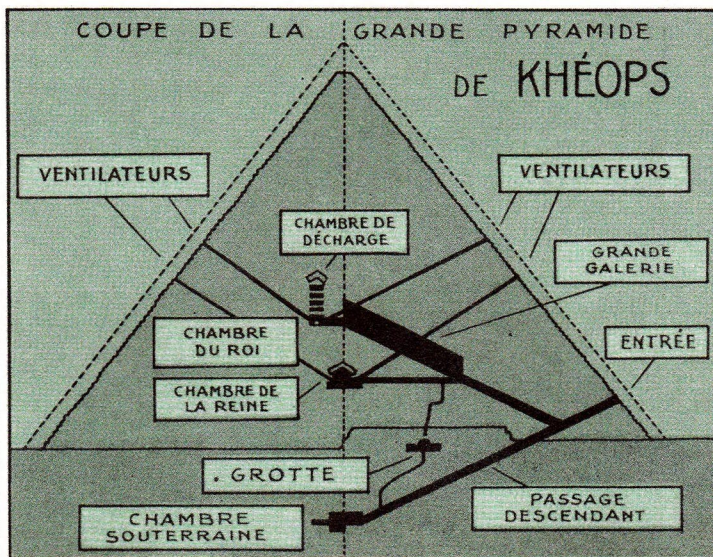 COUPE DE LA GRANDE PYRAMIDE
DE KHÉOPS
VENTILATEURS
VENTILATEURS
CHAMBRE DE
DÉCHARGE
GRANDE
GALERIE
CHAMBRE
DU ROI
ENTRÉE
CHAMBRE DE
LA REINE
. GROTTE
PASSAGE
DESCENDANT
CHAMBRE
SOUTERRAINE